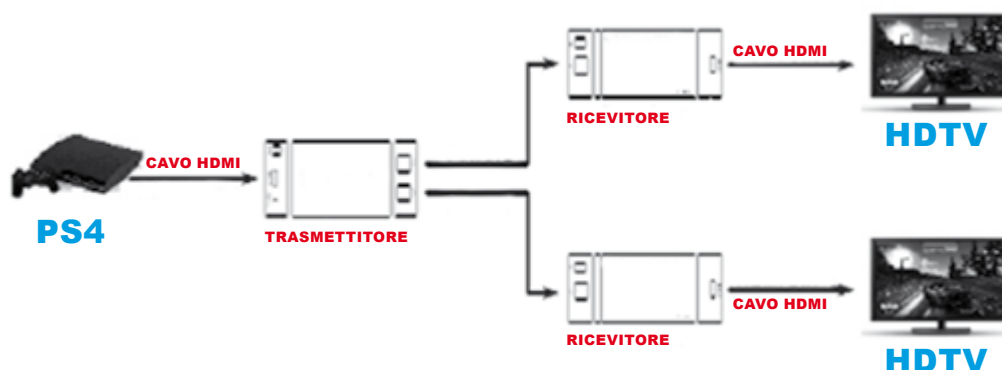 CAVO HDMI
RICEVITORE
HDTV
CAVO HDMI
PS4
TRASMETTITORE
CAVO HDMI
RICEVITORE
HDTV